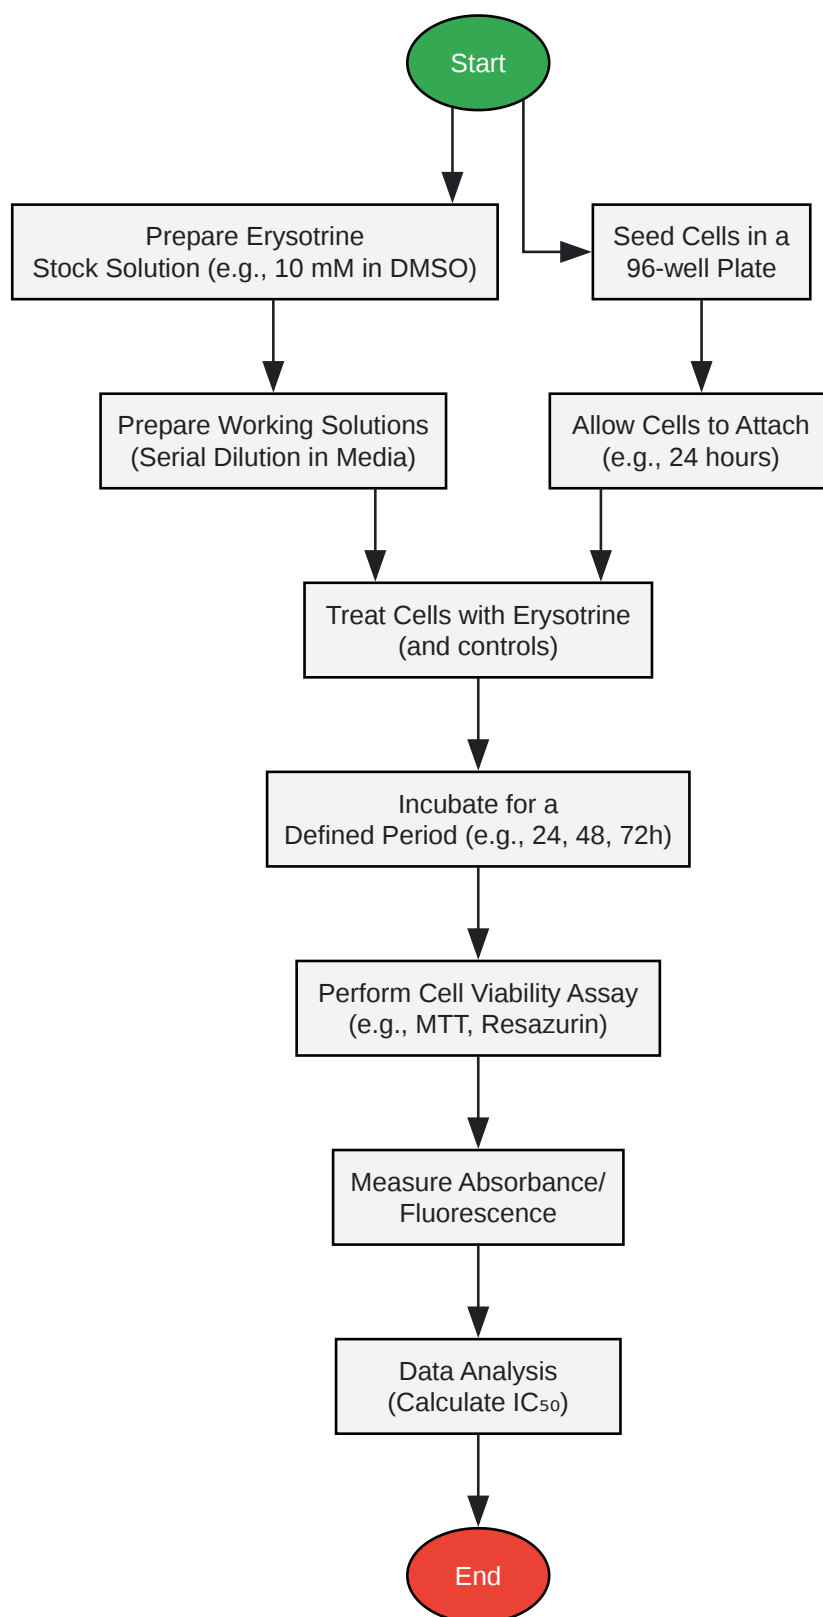 Start
Prepare Erysotrine
Stock Solution (e.g., 10 mM in DMSO)
Seed Cells in a
96-well Plate
Prepare Working Solutions
(Serial Dilution in Media)
Allow Cells to Attach
(e.g., 24 hours)
Treat Cells with Erysotrine
(and controls)
Incubate for a
Defined Period (e.g., 24, 48, 72h)
Perform Cell Viability Assay
(e.g., MTT, Resazurin)
Measure Absorbance/
Fluorescence
Data Analysis
(Calculate IC₅₀)
End